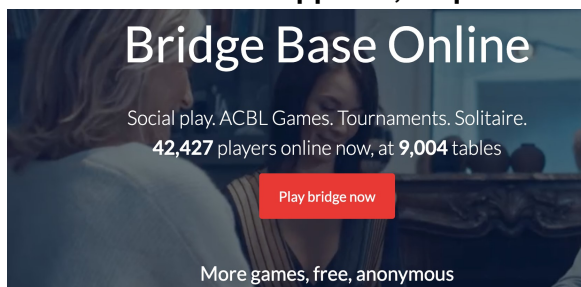 Bridge Base Online
Social play. ACBL Games. Tournaments. Solitaire.
42,427 players online now, at 9,004 tables
Play bridge now
More games, free, anonymous